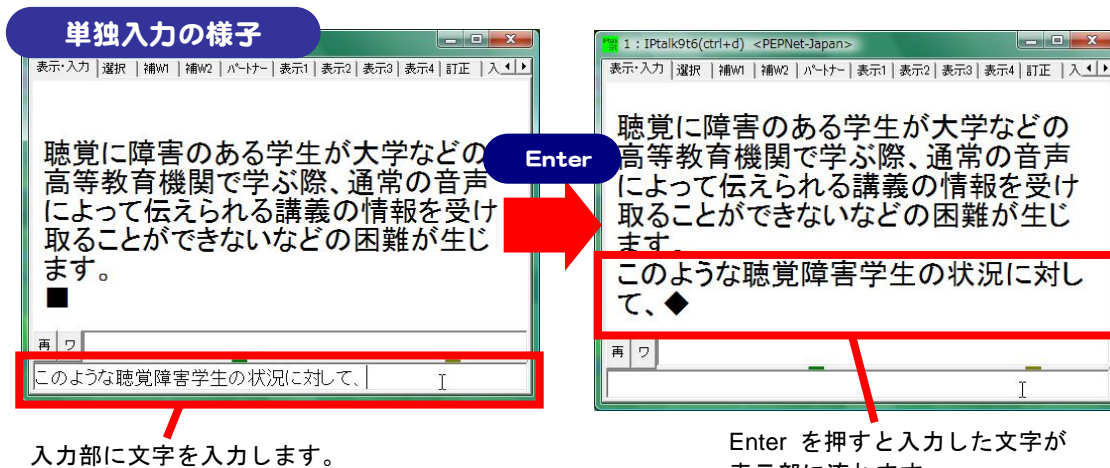 単独入力の様子
表示・入力 選択 補W1 補W2 パートナー 表示1 表示2 表示3 表示4 訂正 入
聴覚に障害のある学生が大学などの
高等教育機関で学ぶ際、通常の音声
によって伝えられる講義の情報を受け
取ることができないなどの困難が生じ
ます。
■
再 ワ
このような聴覚障害学生の状況に対して、
入力部に文字を入力します。
Enter
1：IPtalk9t6(ctrl+d) <PEPNet-Japan>
表示・入力 選択 補W1 補W2 パートナー 表示1 表示2 表示3 表示4 訂正 入
聴覚に障害のある学生が大学などの
高等教育機関で学ぶ際、通常の音声
によって伝えられる講義の情報を受け
取ることができないなどの困難が生じ
ます。
このような聴覚障害学生の状況に対し
て、◆
再 ワ
Enter を押すと入力した文字が